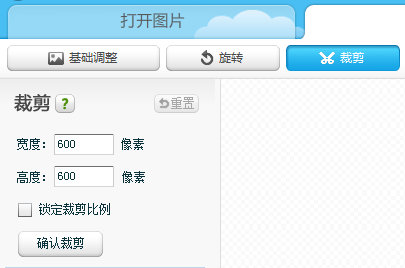 打开图片
基础调整 旋转 裁剪
裁剪 ? 重置
宽度： 600 像素
高度： 600 像素
锁定裁剪比例
确认裁剪